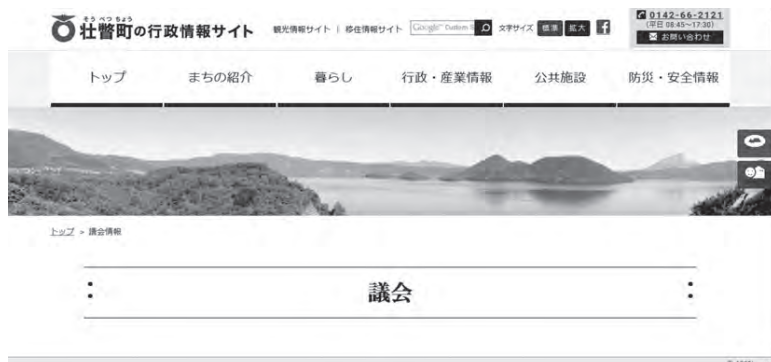 そうべつちょう
壮瞥町の行政情報サイト
観光情報サイト | 移住情報サイト
Google Custom
文字サイズ 標準 拡大
0142-66-2121
(平日 08:45~17:30)
お問い合わせ
トップ まちの紹介 暮らし 行政・産業情報 公共施設 防災・安全情報
トップ > 議会情報
議会